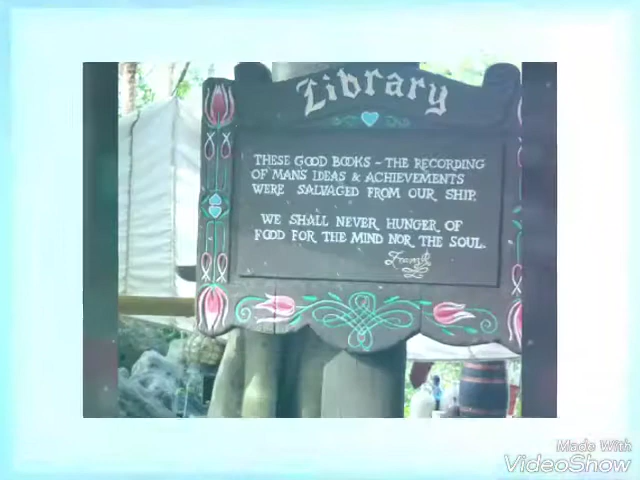 Library
THESE GOOD BOOKS - THE RECORDING
OF MAN'S IDEAS & ACHIEVEMENTS
WERE SALVAGED FROM OUR SHIP.
WE SHALL NEVER HUNGER OF
FOOD FOR THE MIND NOR THE SOUL.
Made With
VideoShow